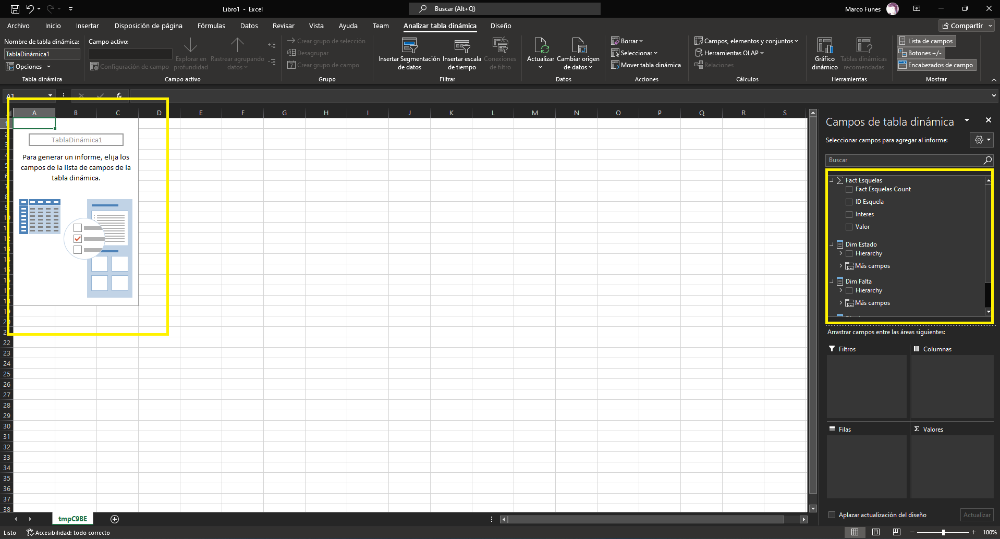 Libro1 - Excel
Buscar (Alt+Q)
Marco Funes
Archivo
Inicio
Insertar
Disposición de página
Fórmulas
Datos
Revisar
Vista
Ayuda
Team
Analizar tabla dinámica
Diseño
Compartir
Nombre de tabla dinámica:
TablaDinámica1
Opciones
Tabla dinámica
Campo activo:
Configuración de campo
Explorar en
profundidad
Rastrear agrupando
datos
Campo activo
Crear grupo de selección
Desagrupar
Crear grupo de campo
Grupo
Insertar Segmentación
de datos
Insertar escala
de tiempo
Conexiones
de filtro
Filtrar
Actualizar
Cambiar origen
de datos
Datos
Borrar
Seleccionar
Mover tabla dinámica
Acciones
Campos, elementos y conjuntos
Herramientas OLAP
Relaciones
Cálculos
Gráfico
dinámico
Tablas dinámicas
recomendadas
Herramientas
Lista de campos
Botones +/-
Encabezados de campo
Mostrar
A1
fx
A B C D E F G H I J K L M N O P Q R S
TablaDinámica1
Para generar un informe, elija los
campos de la lista de campos de la
tabla dinámica.
22
23
24
25
26
27
28
29
30
31
32
33
34
35
36
37
38
Campos de tabla dinámica
Seleccionar campos para agregar al informe:
Buscar
Fact Esquelas
Fact Esquelas Count
ID Esquela
Interes
Valor
Dim Estado
Hierarchy
Más campos
Dim Falta
Hierarchy
Más campos
Arrastrar campos entre las áreas siguientes:
Filtros
Columnas
Filas
Σ Valores
Aplazar actualización del diseño
Actualizar
tmpC9BE
Listo
Accesibilidad: todo correcto
100%